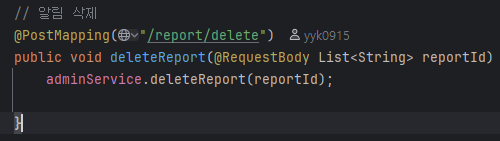 // 알림 삭제
@PostMapping("/report/delete") yyk0915
public void deleteReport(@RequestBody List<String> reportId)
adminService.deleteReport(reportId);
}